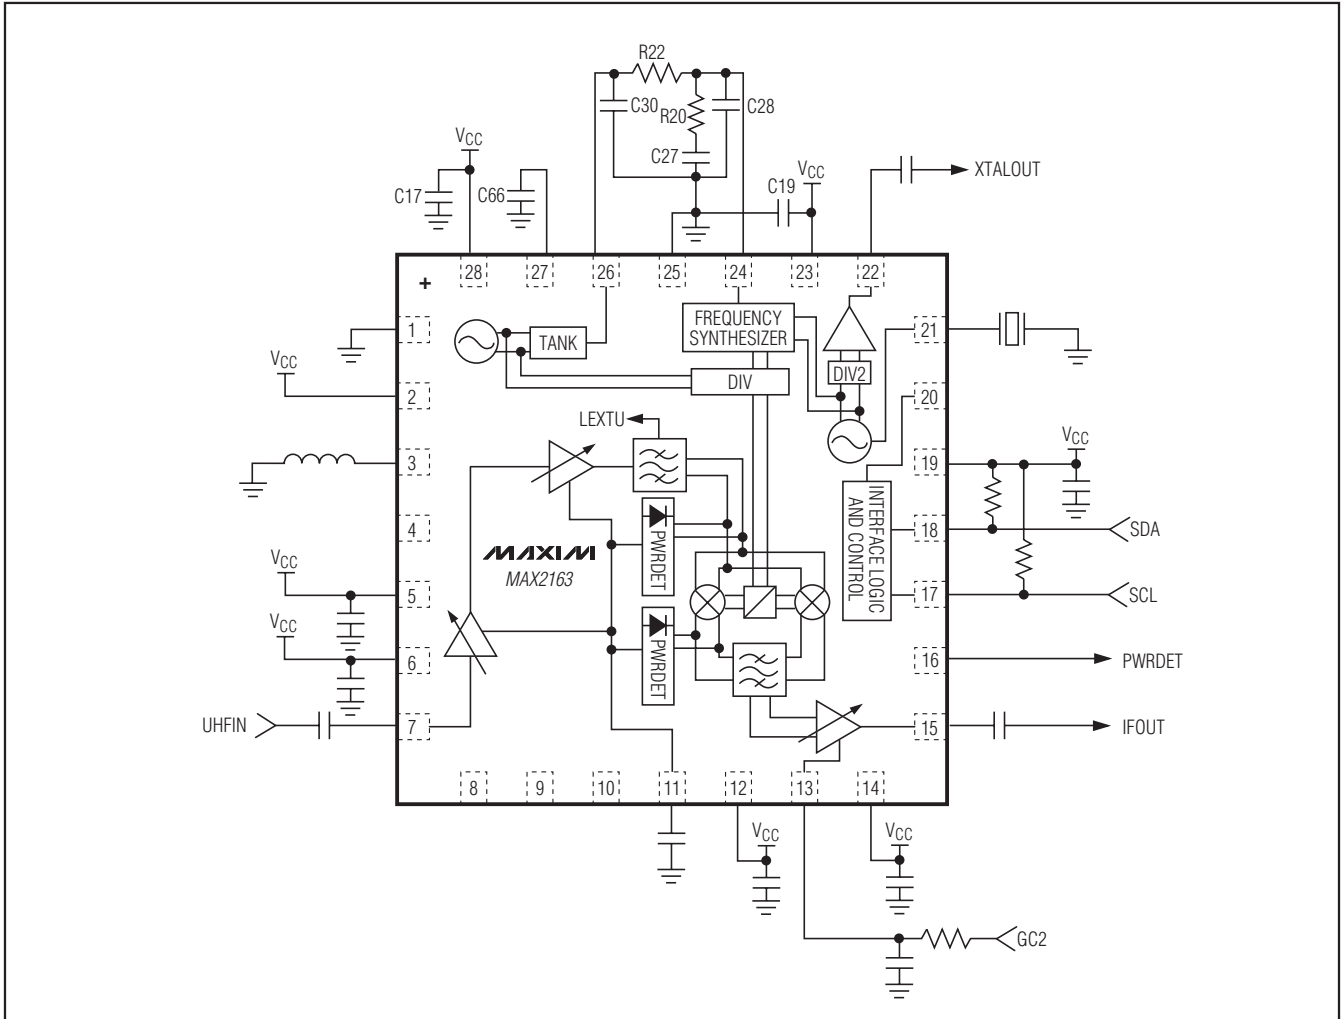 R22
C30
R20
C28
C27
VCC
C17
C66
C19
VCC
XTALOUT
28
27
26
25
24
23
22
+
1
TANK
FREQUENCY
SYNTHESIZER
21
VCC
2
DIV
DIV2
20
LEXTU
3
19
VCC
INTERFACE LOGIC
AND CONTROL
4
MAXIM
MAX2163
PWRDET
18
SDA
VCC
5
17
SCL
VCC
6
PWRDET
16
PWRDET
UHFIN
7
15
IFOUT
8
9
10
11
12
13
14
VCC
VCC
GC2